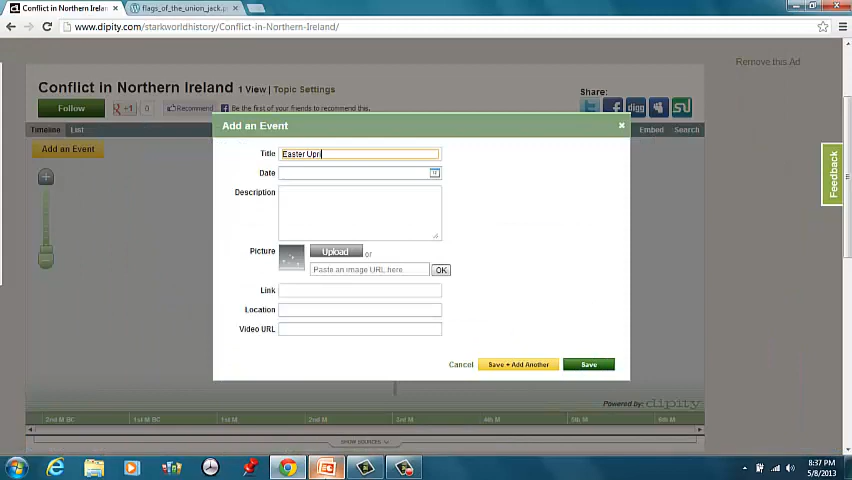 Conflict in Northern Ireland
flags_of_the_union_jack.p
www.dipity.com/starkworldhistory/Conflict-in-Northern-Ireland/
Remove this Ad
Conflict in Northern Ireland 1 View | Topic Settings
Share:
Follow
+1
0
Recommend
Be the first of your friends to recommend this.
digg
Timeline
List
Embed
Search
Add an Event
Add an Event
Title
Easter Upri
Date
Description
Picture
Upload or
Paste an image URL here
OK
Link
Location
Video URL
Cancel
Save + Add Another
Save
Feedback
Powered by: dipity
2nd M BC
1st M BC
1st M
2nd M
3rd M
4th M
5th M
6th M
SHOW SOURCES
8:37 PM
5/8/2013